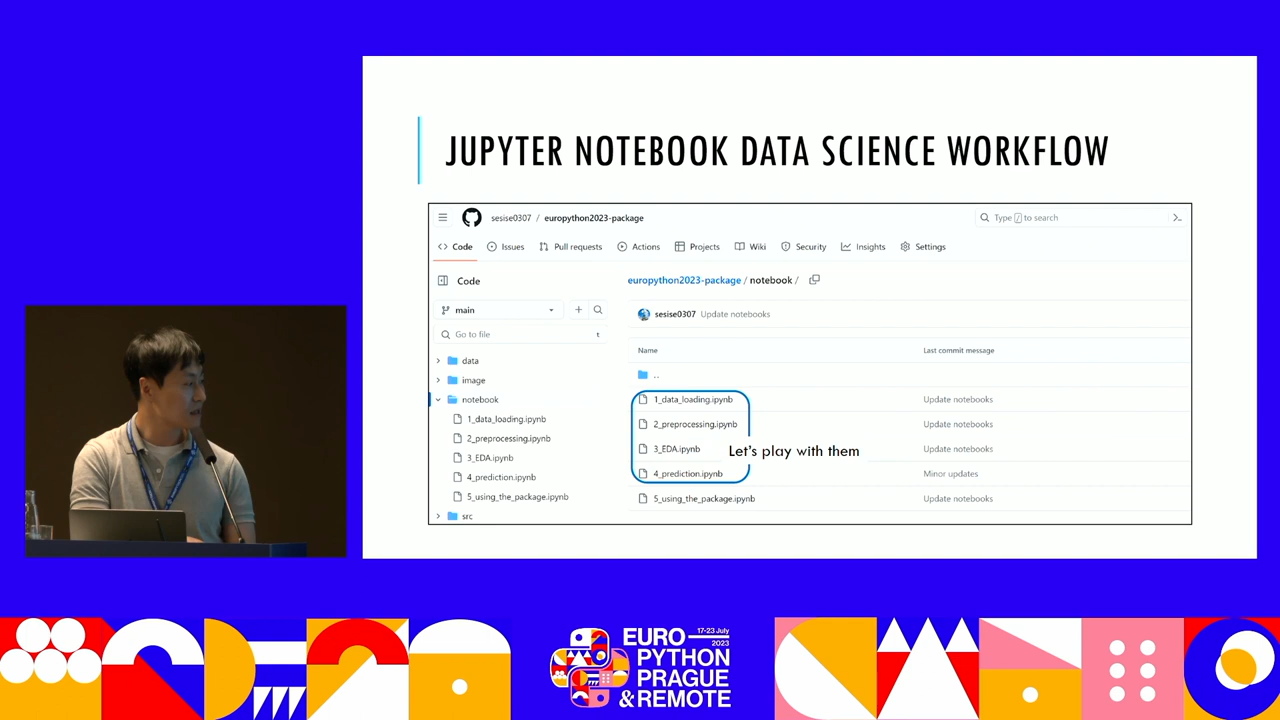 JUPYTER NOTEBOOK DATA SCIENCE WORKFLOW
sesise0307 / europython2023-package
Type / to search
Code Issues Pull requests Actions Projects Wiki Security Insights Settings
Code
main
Go to file
t
data
image
notebook
1_data_loading.ipynb
2_preprocessing.ipynb
3_EDA.ipynb
4_prediction.ipynb
5_using_the_package.ipynb
src
europython2023-package / notebook /
sesise0307 Update notebooks
Name Last commit message
..
1_data_loading.ipynb Update notebooks
2_preprocessing.ipynb Update notebooks
3_EDA.ipynb Update notebooks
Let's play with them
4_prediction.ipynb Minor updates
5_using_the_package.ipynb Update notebooks
EURO 17-23 July 2023
PYTHON
PRAGUE
& REMOTE